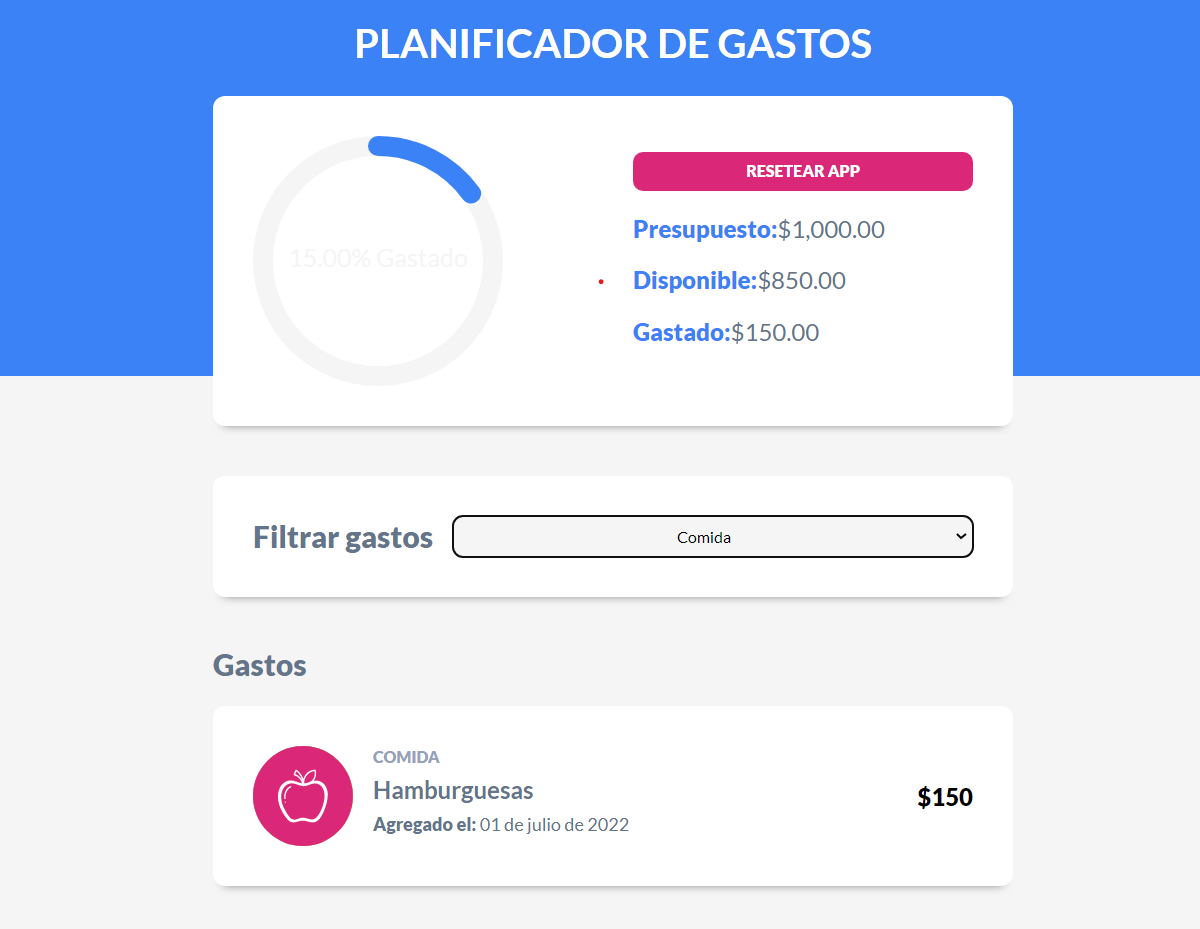 PLANIFICADOR DE GASTOS
15.00% Gastado
RESETEAR APP
Presupuesto:$1,000.00
Disponible:$850.00
Gastado:$150.00
Filtrar gastos
Comida
Gastos
COMIDA
Hamburguesas
Agregado el: 01 de julio de 2022
$150